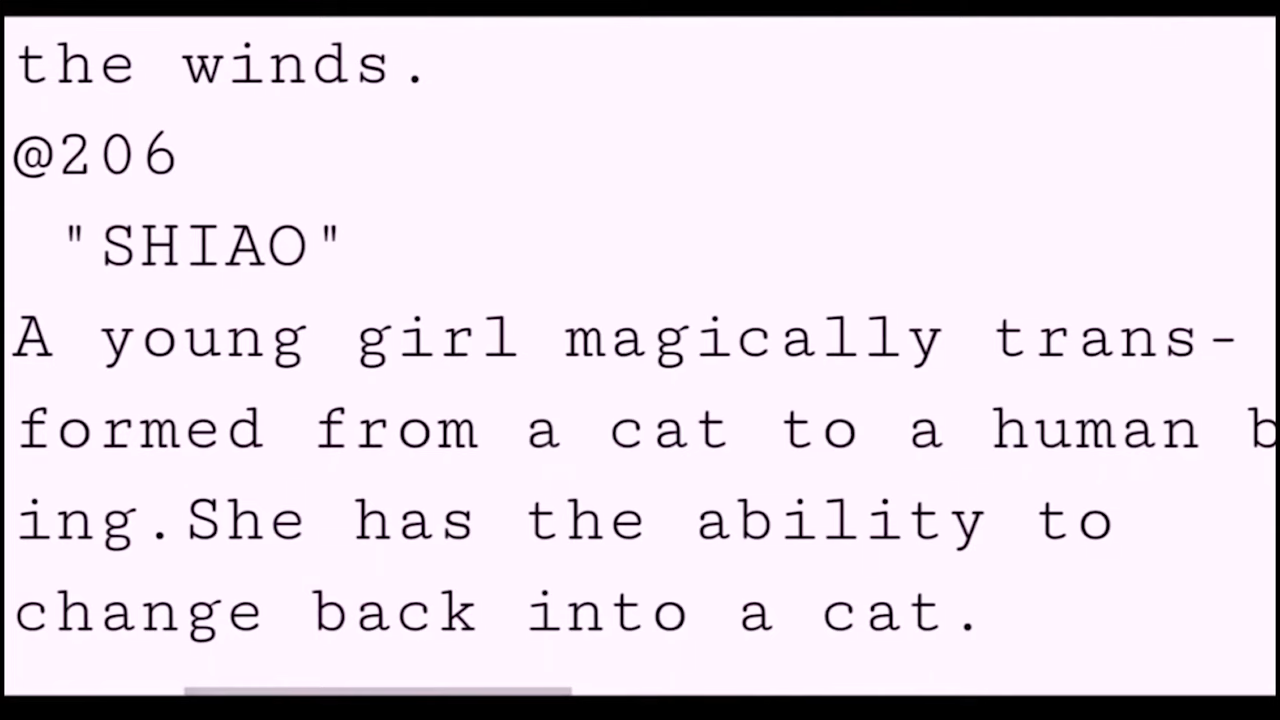 the winds.
@206
"SHIAO"
A young girl magically trans-
formed from a cat to a human b
ing.She has the ability to
change back into a cat.